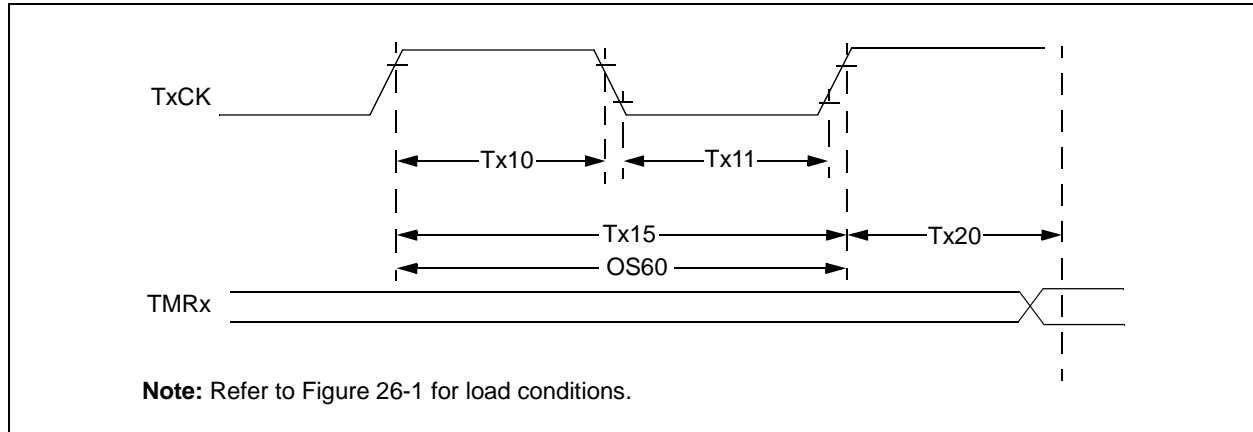 TxCK
Tx10
Tx11
Tx15
Tx20
OS60
TMRx
Note: Refer to Figure 26-1 for load conditions.